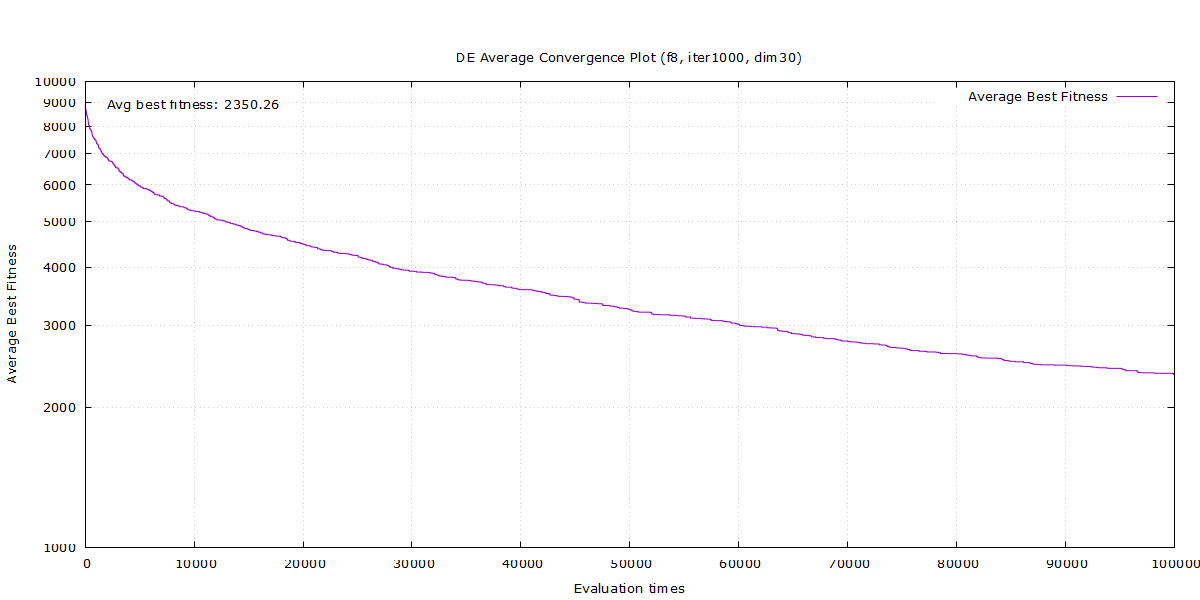 DE Average Convergence Plot (f8, iter1000, dim30)
10000
9000
8000
7000
6000
5000
4000
3000
2000
1000
Avg best fitness: 2350.26
Average Best Fitness
Average Best Fitness
0 10000 20000 30000 40000 50000 60000 70000 80000 90000 100000
Evaluation times